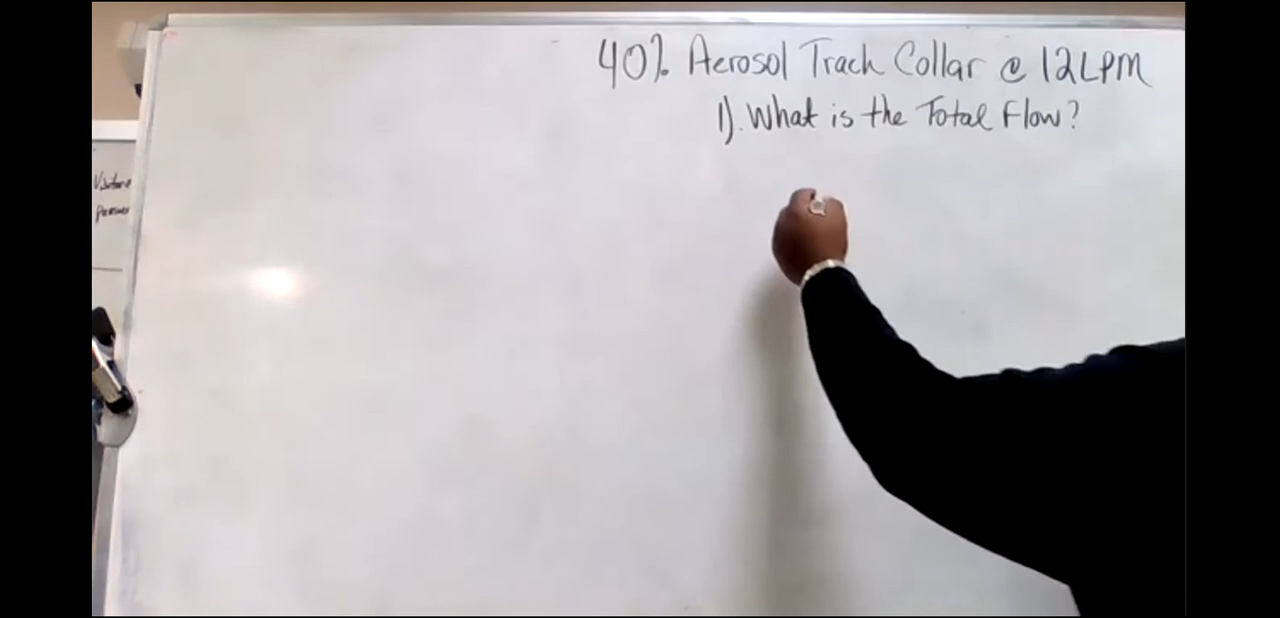 40% Aerosol Trach Collar @ 12LPM
1). What is the Total Flow?